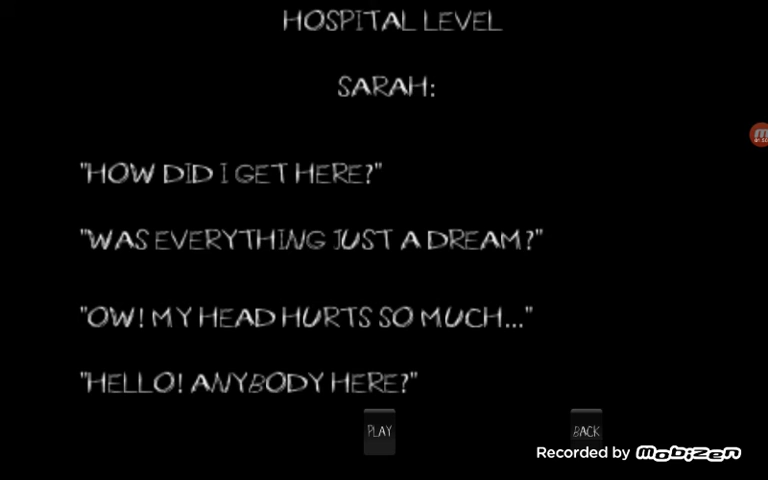 HOSPITAL LEVEL
SARAH:
"HOW DID I GET HERE?"
"WAS EVERYTHING JUST A DREAM?"
"OW! MY HEAD HURTS SO MUCH..."
"HELLO! ANYBODY HERE?"
PLAY
BACK
Recorded by mobizen